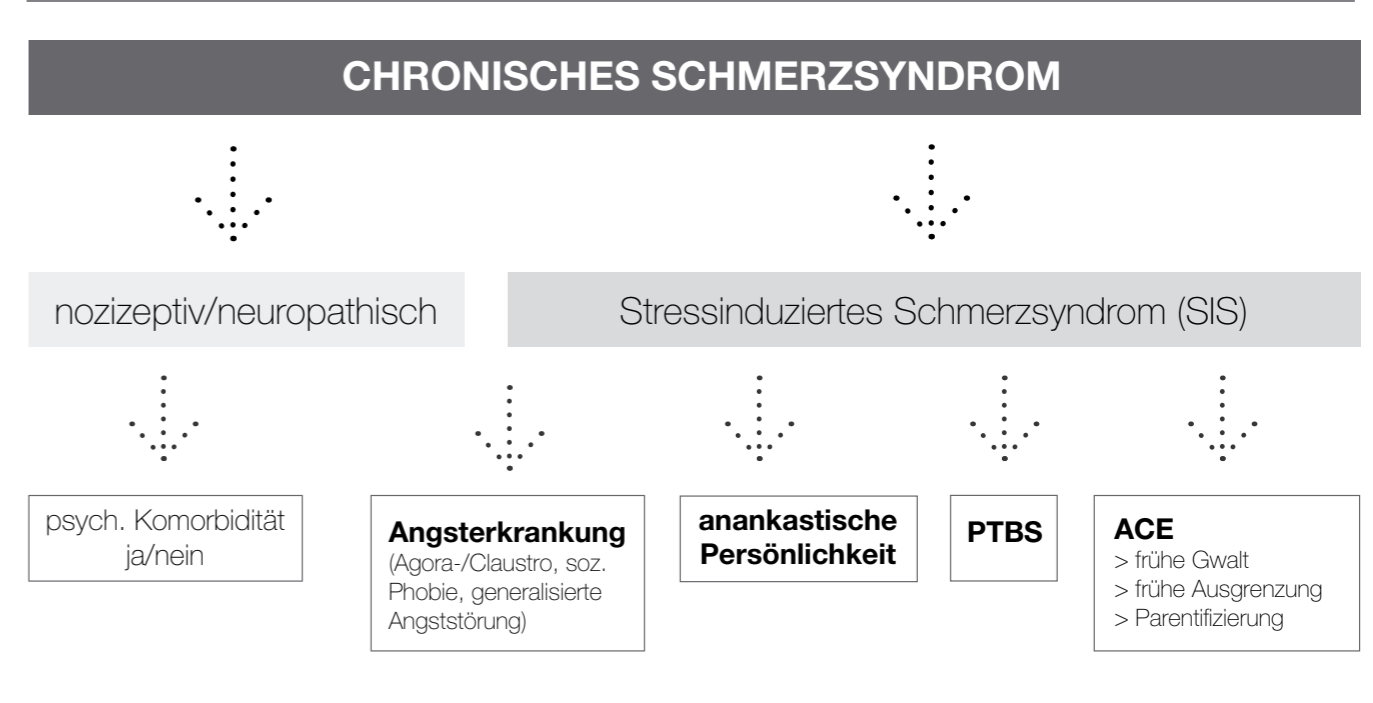 CHRONISCHES SCHMERZSYNDROM
nozizeptiv/neuropathisch
Stressinduziertes Schmerzsyndrom (SIS)
psych. Komorbidität
ja/nein
Angsterkrankung
(Agora-/Claustro, soz.
Phobie, generalisierte
Angststörung)
anankastische
Persönlichkeit
PTBS
ACE
> frühe Gwalt
> frühe Ausgrenzung
> Parentifizierung